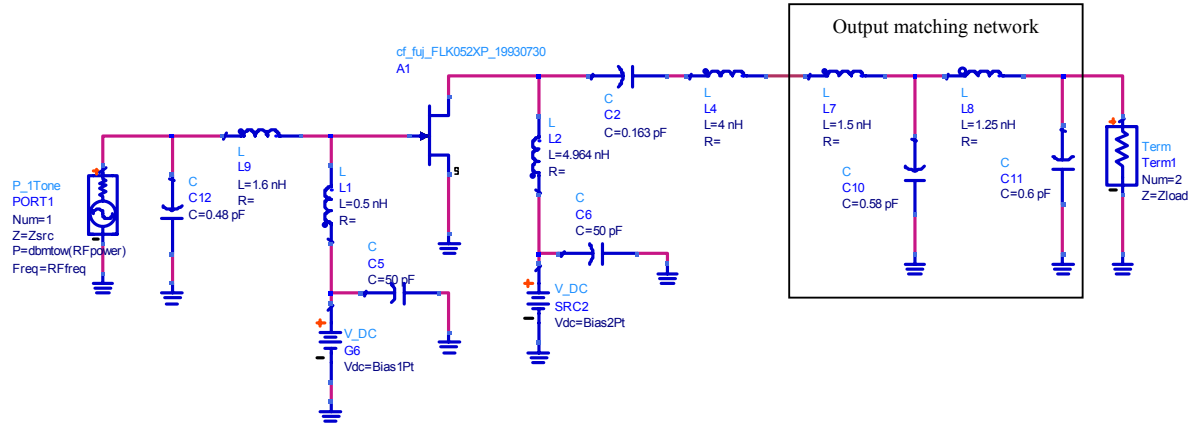 Output matching network
cf_fuj_FLK052XP_19930730
A1
L
L9
L=1.6 nH
R=
P_1Tone
PORT1
Num=1
Z=Zsrc
P=dbmtow(RFpower)
Freq=RFfreq
C
C12
C=0.48 pF
L
L1
L=0.5 nH
R=
C
C5
C=50 pF
V_DC
G6
Vdc=Bias1Pt
S
L
L2
L=4.964 nH
R=
C
C2
C=0.163 pF
C
C6
C=50 pF
V_DC
SRC2
Vdc=Bias2Pt
L
L4
L=4 nH
R=
L
L7
L=1.5 nH
R=
C
C10
C=0.58 pF
L
L8
L=1.25 nH
R=
C
C11
C=0.6 pF
Term
Term1
Num=2
Z=Zload